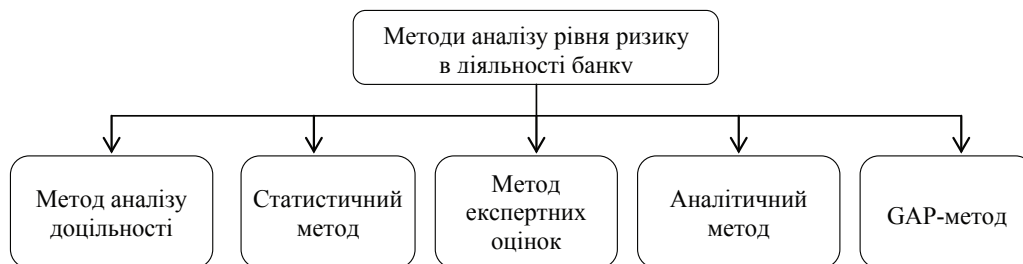 Методи аналізу рівня ризику
в діяльності банку
Метод аналізу
доцільності
Статистичний
метод
Метод
експертних
оцінок
Аналітичний
метод
GAP-метод